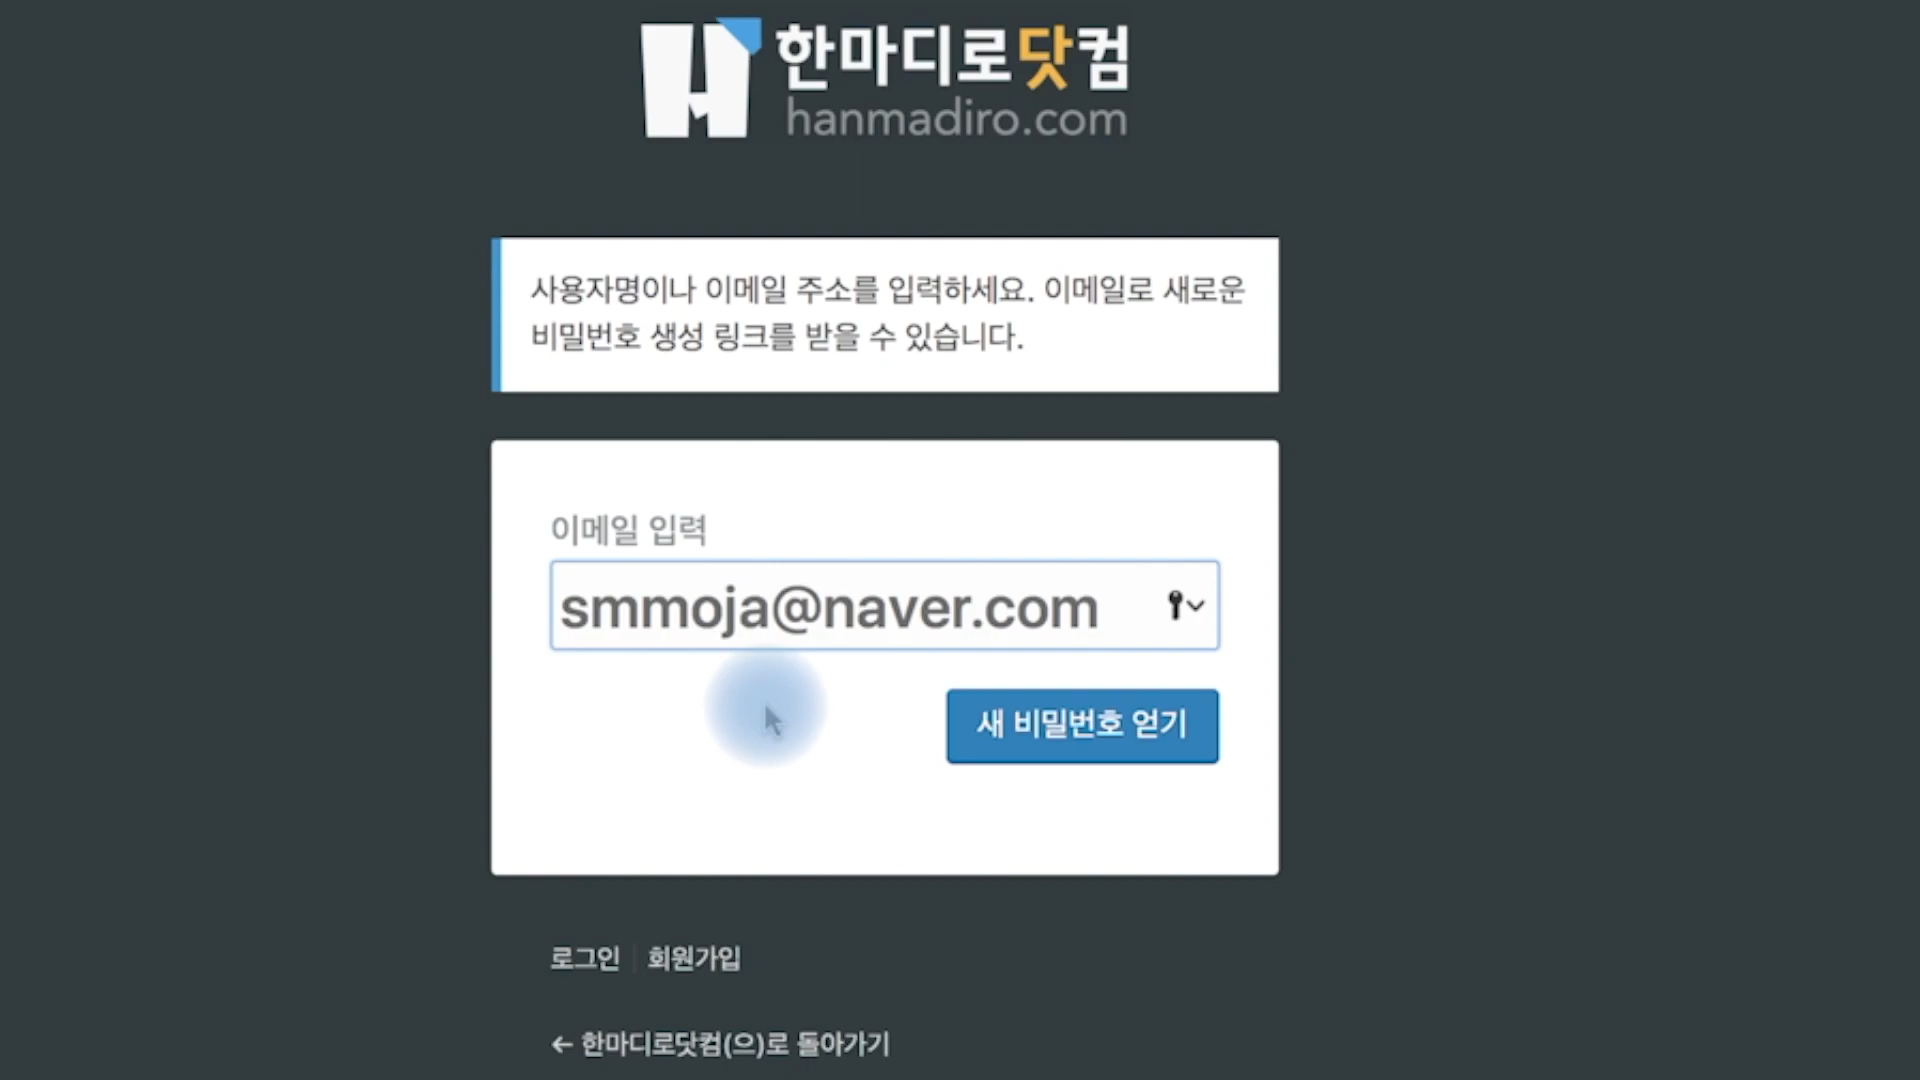 한마디로닷컴
hanmadiro.com
사용자명이나 이메일 주소를 입력하세요. 이메일로 새로운
비밀번호 생성 링크를 받을 수 있습니다.
이메일 입력
smmoja@naver.com
새 비밀번호 얻기
로그인 회원가입
← 한마디로닷컴(으)로 돌아가기